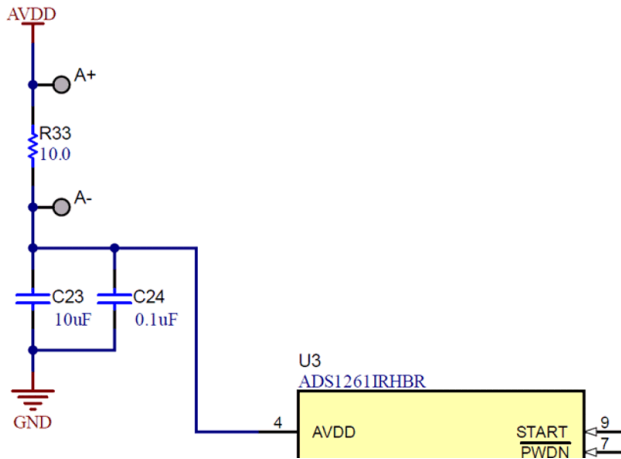 AVDD
A+
R33
10.0
A-
C23
10uF
C24
0.1uF
GND
U3
ADS1261IRHBR
4
AVDD
START
9
PWDN
7